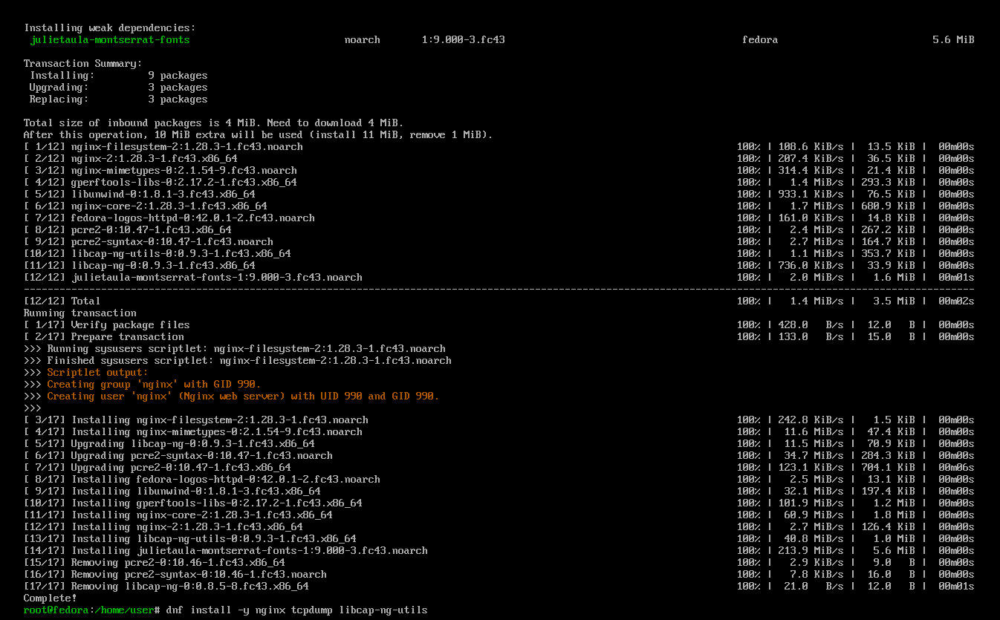 Installing weak dependencies:
 julietaula-montserrat-fonts noarch 1:9.000-3.fc43 fedora 5.6 MiB
Transaction Summary:
 Installing: 9 packages
 Upgrading: 3 packages
 Replacing: 3 packages
Total size of inbound packages is 4 MiB. Need to download 4 MiB.
After this operation, 10 MiB extra will be used (install 11 MiB, remove 1 MiB).
[ 1/12] nginx-filesystem-2:1.28.3-1.fc43.noarch 100% | 108.6 KiB/s | 13.5 KiB | 00m00s
[ 2/12] nginx-2:1.28.3-1.fc43.x86_64 100% | 207.4 KiB/s | 36.5 KiB | 00m00s
[ 3/12] nginx-mimetypes-0:2.1.54-9.fc43.noarch 100% | 314.4 KiB/s | 21.4 KiB | 00m00s
[ 4/12] gperftools-libs-0:2.17.2-1.fc43.x86_64 100% | 1.4 MiB/s | 293.3 KiB | 00m00s
[ 5/12] libunwind-0:1.8.1-3.fc43.x86_64 100% | 933.1 KiB/s | 76.5 KiB | 00m00s
[ 6/12] nginx-core-2:1.28.3-1.fc43.x86_64 100% | 1.7 MiB/s | 680.9 KiB | 00m00s
[ 7/12] fedora-logos-httpd-0:42.0.1-2.fc43.noarch 100% | 161.0 KiB/s | 14.8 KiB | 00m00s
[ 8/12] pcre2-0:10.47-1.fc43.x86_64 100% | 2.4 MiB/s | 267.2 KiB | 00m00s
[ 9/12] pcre2-syntax-0:10.47-1.fc43.noarch 100% | 2.7 MiB/s | 164.7 KiB | 00m00s
[10/12] libcap-ng-utils-0:0.9.3-1.fc43.x86_64 100% | 1.1 MiB/s | 353.7 KiB | 00m00s
[11/12] libcap-ng-0:0.9.3-1.fc43.x86_64 100% | 736.0 KiB/s | 33.9 KiB | 00m00s
[12/12] julietaula-montserrat-fonts-1:9.000-3.fc43.noarch 100% | 2.0 MiB/s | 1.6 MiB | 00m01s
--------------------------------------------------------------------------------
[12/12] Total 100% | 1.4 MiB/s | 3.5 MiB | 00m02s
Running transaction
[ 1/17] Verify package files 100% | 428.0 B/s | 12.0 B | 00m00s
[ 2/17] Prepare transaction 100% | 133.0 B/s | 15.0 B | 00m00s
>>> Running sysusers scriptlet: nginx-filesystem-2:1.28.3-1.fc43.noarch
>>> Finished sysusers scriptlet: nginx-filesystem-2:1.28.3-1.fc43.noarch
>>> Scriptlet output:
>>> Creating group 'nginx' with GID 990.
>>> Creating user 'nginx' (Nginx web server) with UID 990 and GID 990.
>>>
[ 3/17] Installing nginx-filesystem-2:1.28.3-1.fc43.noarch 100% | 242.8 KiB/s | 1.5 KiB | 00m00s
[ 4/17] Installing nginx-mimetypes-0:2.1.54-9.fc43.noarch 100% | 11.6 MiB/s | 47.4 KiB | 00m00s
[ 5/17] Upgrading libcap-ng-0:0.9.3-1.fc43.x86_64 100% | 11.5 MiB/s | 70.9 KiB | 00m00s
[ 6/17] Upgrading pcre2-syntax-0:10.47-1.fc43.noarch 100% | 34.7 MiB/s | 284.3 KiB | 00m00s
[ 7/17] Upgrading pcre2-0:10.47-1.fc43.x86_64 100% | 123.1 KiB/s | 704.1 KiB | 00m06s
[ 8/17] Installing fedora-logos-httpd-0:42.0.1-2.fc43.noarch 100% | 2.5 MiB/s | 13.1 KiB | 00m00s
[ 9/17] Installing libunwind-0:1.8.1-3.fc43.x86_64 100% | 32.1 MiB/s | 197.4 KiB | 00m00s
[10/17] Installing gperftools-libs-0:2.17.2-1.fc43.x86_64 100% | 101.9 MiB/s | 1.2 MiB | 00m00s
[11/17] Installing nginx-core-2:1.28.3-1.fc43.x86_64 100% | 60.9 MiB/s | 1.8 MiB | 00m00s
[12/17] Installing nginx-2:1.28.3-1.fc43.x86_64 100% | 2.7 MiB/s | 126.4 KiB | 00m00s
[13/17] Installing libcap-ng-utils-0:0.9.3-1.fc43.x86_64 100% | 40.8 MiB/s | 1.0 MiB | 00m00s
[14/17] Installing julietaula-montserrat-fonts-1:9.000-3.fc43.noarch 100% | 213.9 MiB/s | 5.6 MiB | 00m00s
[15/17] Removing pcre2-0:10.46-1.fc43.x86_64 100% | 2.9 KiB/s | 9.0 B | 00m00s
[16/17] Removing pcre2-syntax-0:10.46-1.fc43.noarch 100% | 7.8 KiB/s | 16.0 B | 00m00s
[17/17] Removing libcap-ng-0:0.8.5-8.fc43.x86_64 100% | 21.0 B/s | 12.0 B | 00m01s
Complete!
root@fedora:/home/user# dnf install -y nginx tcpdump libcap-ng-utils